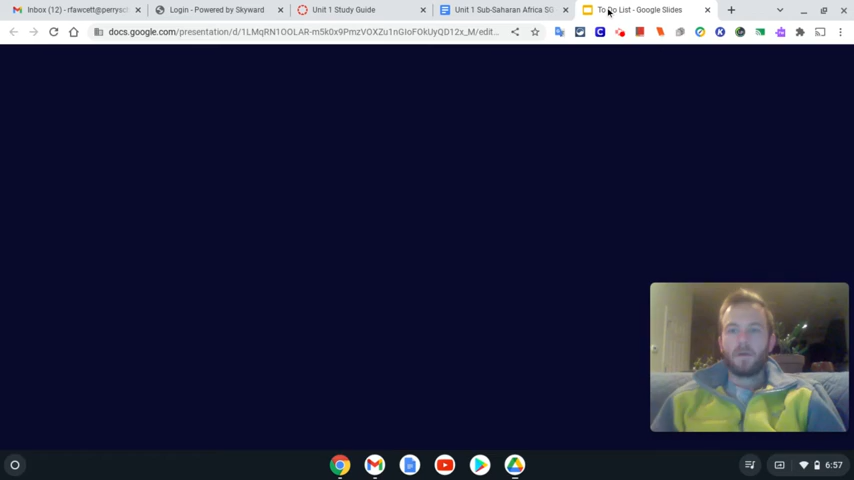 Inbox (12) - rfawcett@perrysc
Login - Powered by Skyward
Unit 1 Study Guide
Unit 1 Sub-Saharan Africa SG
To Do List - Google Slides
docs.google.com/presentation/d/1LMqRN1OOLAR-m5k0x9PmzVOXZu1nGIoFOkUyQD12x_M/edit...
6:57